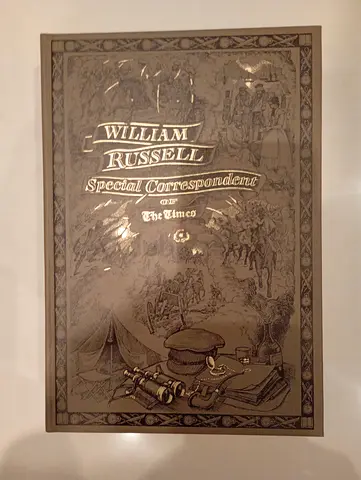 WILLIAM
RUSSELL
Special Correspondent
OF
The Times